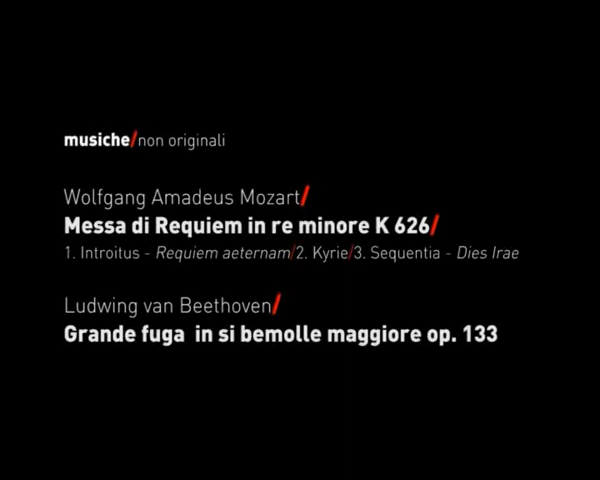 musiche/non originali
Wolfgang Amadeus Mozart/
Messa di Requiem in re minore K 626/
1. Introitus - Requiem aeternam/2. Kyrie/3. Sequentia - Dies Irae
Ludwing van Beethoven/
Grande fuga in si bemolle maggiore op. 133